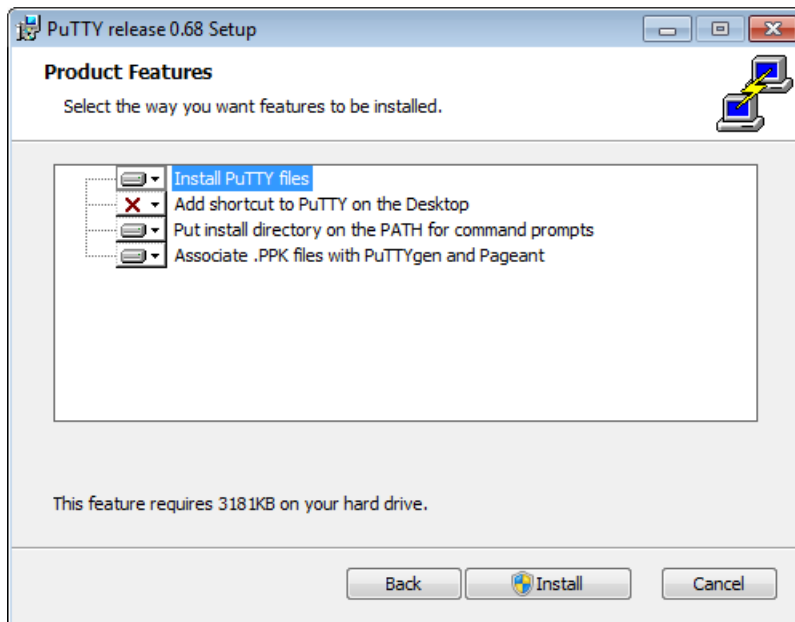 PuTTY release 0.68 Setup
Product Features
Select the way you want features to be installed.
Install PuTTY files
Add shortcut to PuTTY on the Desktop
Put install directory on the PATH for command prompts
Associate .PPK files with PuTTYgen and Pageant
This feature requires 3181KB on your hard drive.
Back Install Cancel